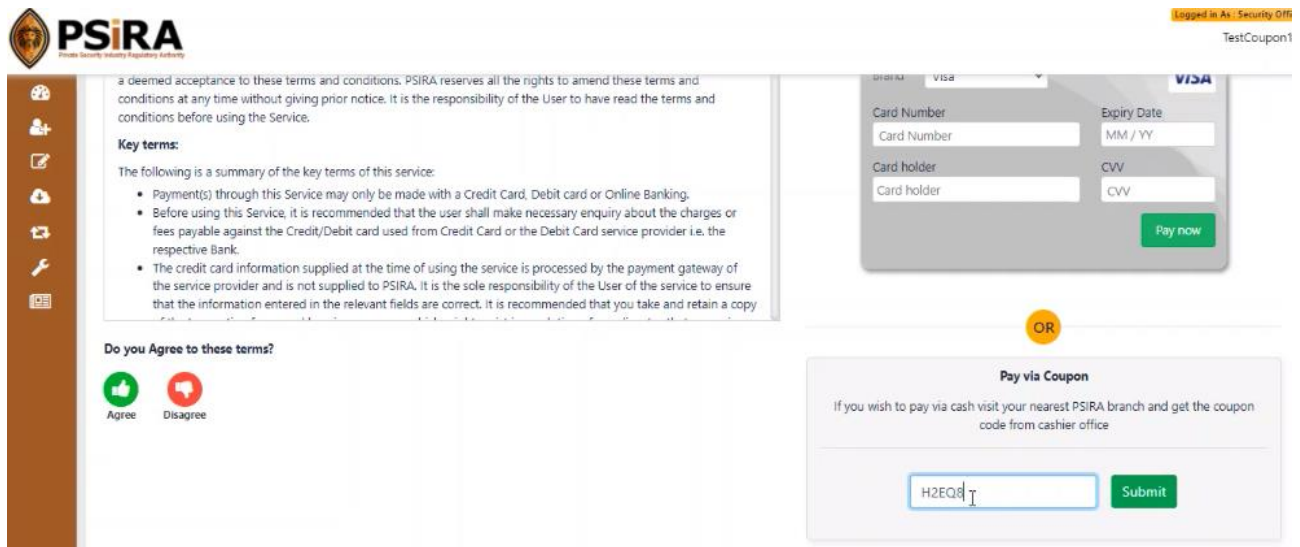 PSiRA
Private Security Industry Regulatory Authority
Logged in As : Security Offi
TestCoupon1
a deemed acceptance to these terms and conditions. PSIRA reserves all the rights to amend these terms and
conditions at any time without giving prior notice. It is the responsibility of the User to have read the terms and
conditions before using the Service.
Key terms:
The following is a summary of the key terms of this service:
• Payment(s) through this Service may only be made with a Credit Card, Debit card or Online Banking.
• Before using this Service, it is recommended that the user shall make necessary enquiry about the charges or
fees payable against the Credit/Debit card used from Credit Card or the Debit Card service provider i.e. the
respective Bank.
• The credit card information supplied at the time of using the service is processed by the payment gateway of
the service provider and is not supplied to PSIRA. It is the sole responsibility of the User of the service to ensure
that the information entered in the relevant fields are correct. It is recommended that you take and retain a copy
Do you Agree to these terms?
Agree Disagree
Brand Visa VISA
Card Number Expiry Date
Card Number MM / YY
Card holder CVV
Card holder CVV
Pay now
OR
Pay via Coupon
If you wish to pay via cash visit your nearest PSIRA branch and get the coupon
code from cashier office
H2EQ8 Submit